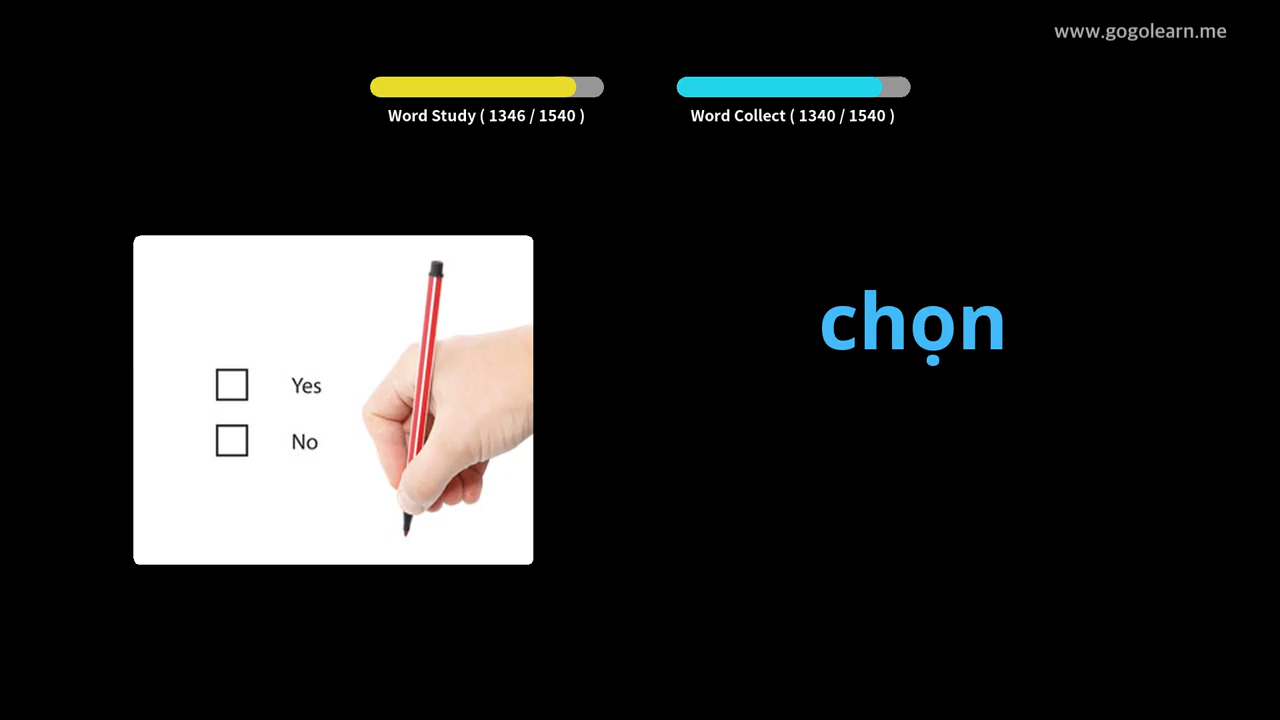 www.gogolearn.me
Word Study ( 1346 / 1540 )
Word Collect ( 1340 / 1540 )
chọn
Yes
No